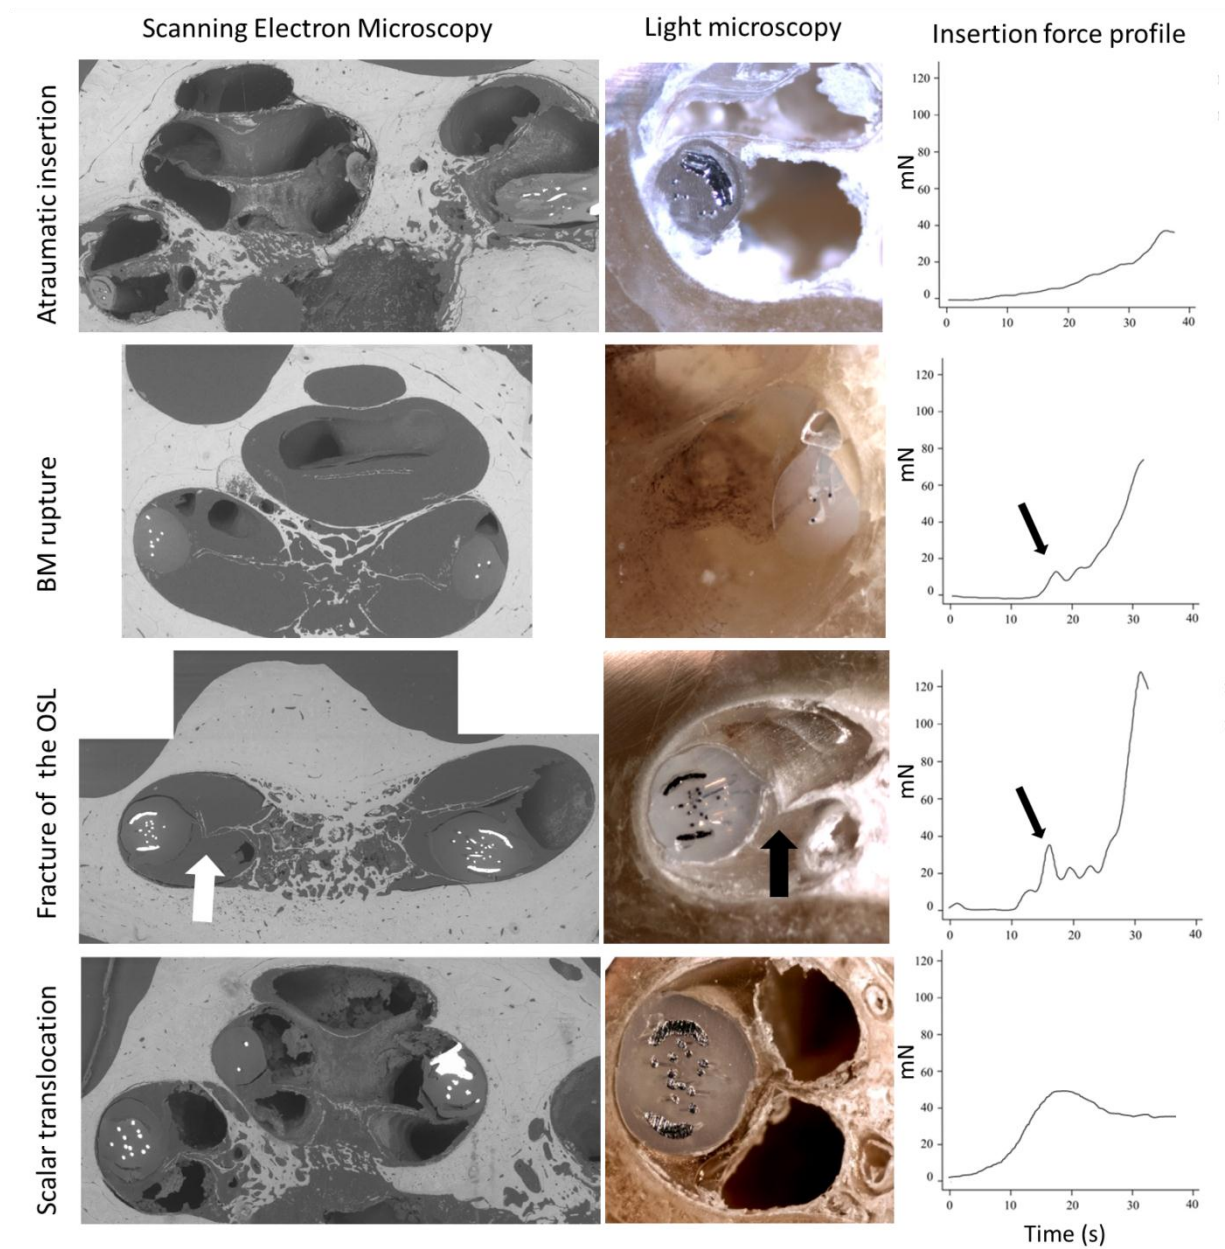 Scanning Electron Microscopy
Light microscopy
Insertion force profile
Atraumatic insertion
mN
120
100
80
60
40
20
0
0 10 20 30 40
BM rupture
mN
120
100
80
60
40
20
0
0 10 20 30 40
Fracture of the OSL
mN
120
100
80
60
40
20
0
0 10 20 30 40
Scalar translocation
mN
120
100
80
60
40
20
0
0 10 20 30 40
Time (s)